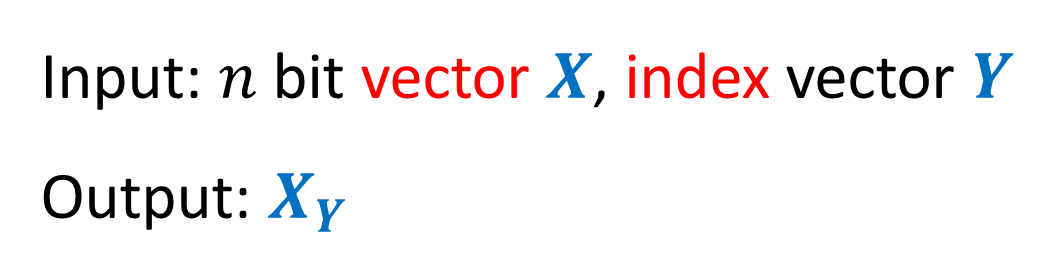 Input: n bit vector X, index vector Y
Output: X_Y